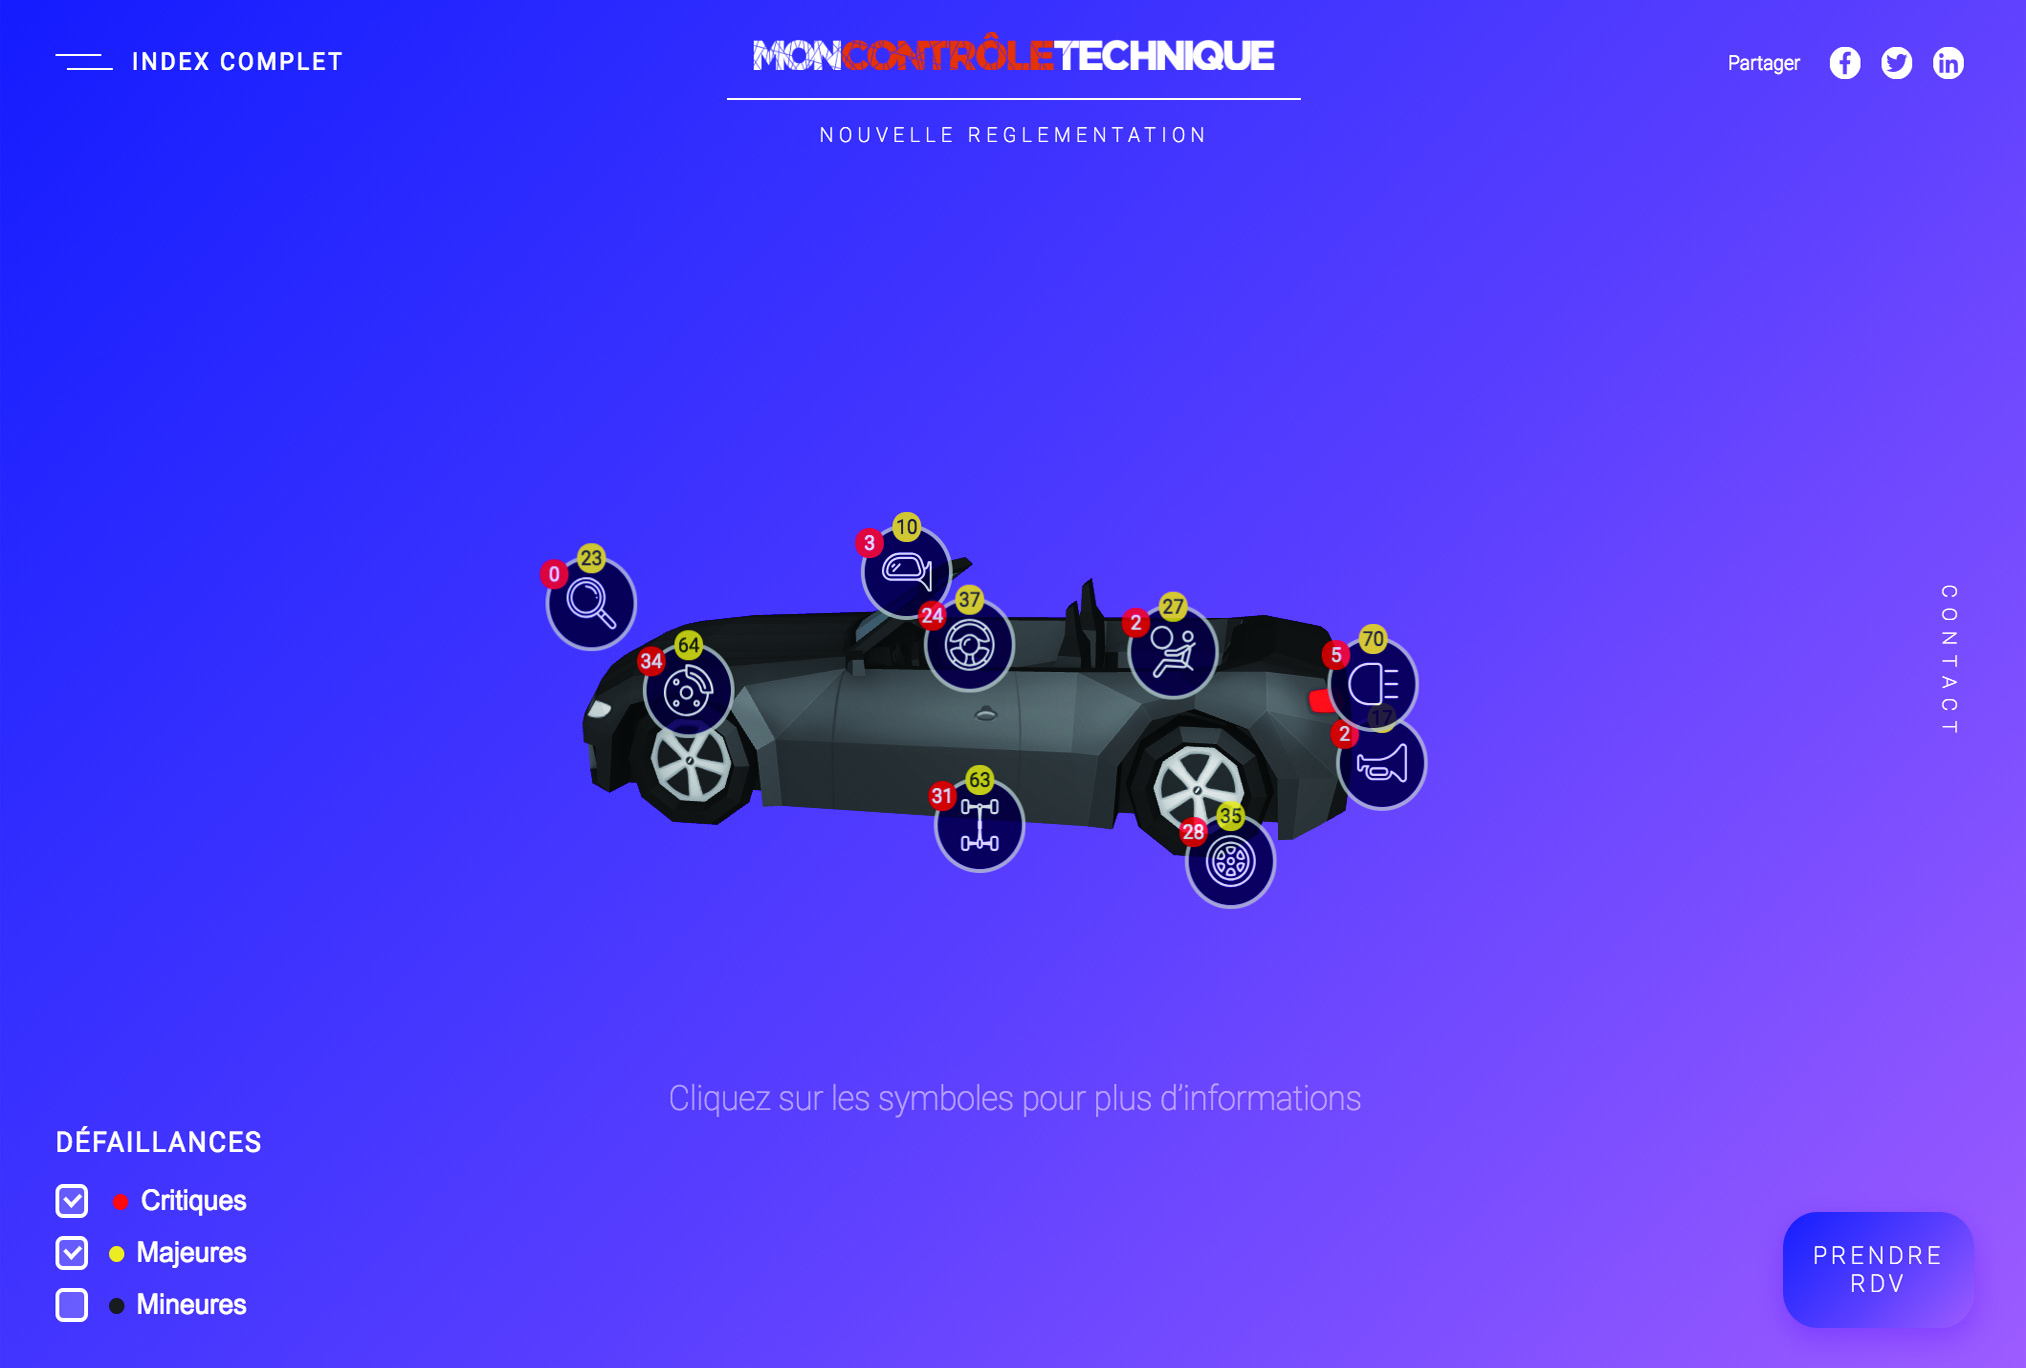 INDEX COMPLET
MONCONTRÔLETECHNIQUE
Partager
NOUVELLE REGLEMENTATION
10
3
23
0
37
24
27
2
64
34
70
5
17
2
63
31
35
28
CONTACT
Cliquez sur les symboles pour plus d'informations
DÉFAILLANCES
Critiques
Majeures
Mineures
PRENDRE
RDV